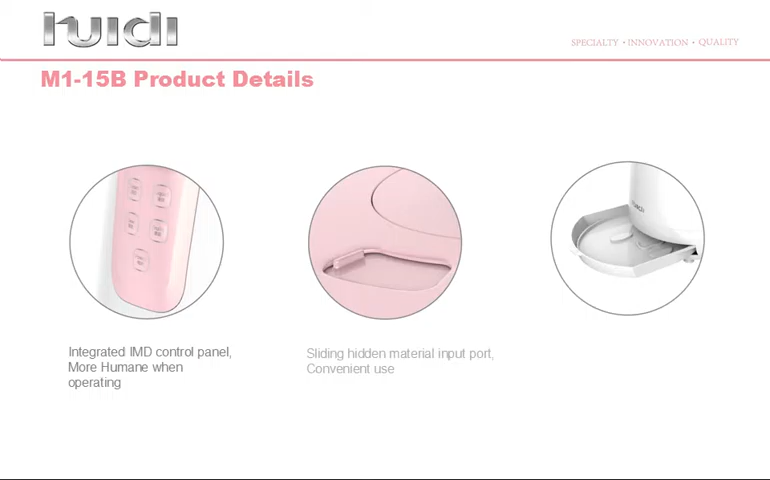 huidi
SPECIALTY • INNOVATION • QUALITY
M1-15B Product Details
Integrated IMD control panel,
More Humane when
operating
Sliding hidden material input port,
Convenient use